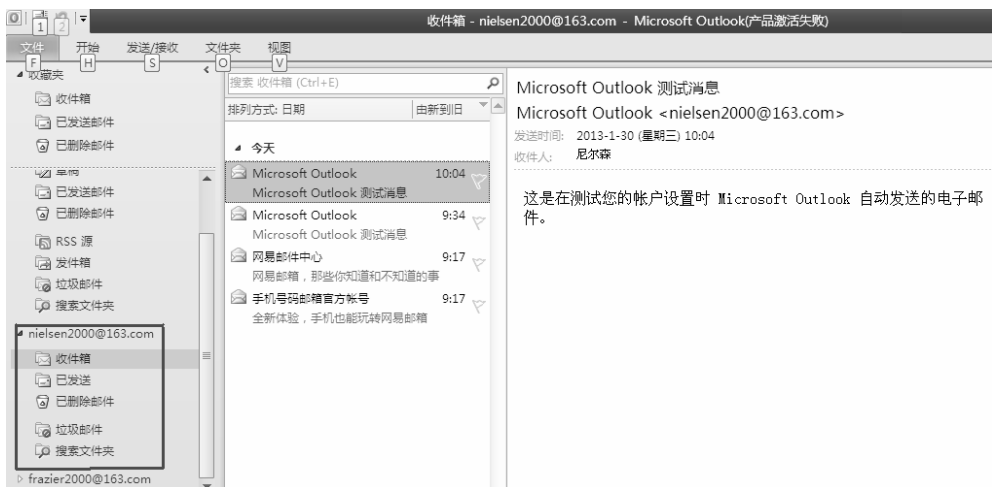 收件箱 - nielsen2000@163.com - Microsoft Outlook(产品激活失败)
1 2
文件 开始 发送/接收 文件夹 视图
F H S O V
收藏夹
收件箱
已发送邮件
已删除邮件
草稿
已发送邮件
已删除邮件
RSS 源
发件箱
垃圾邮件
搜索文件夹
nielsen2000@163.com
收件箱
已发送
已删除邮件
垃圾邮件
搜索文件夹
frazier2000@163.com
搜索 收件箱 (Ctrl+E)
排列方式: 日期 由新到旧
今天
Microsoft Outlook 10:04
Microsoft Outlook 测试消息
Microsoft Outlook 9:34
Microsoft Outlook 测试消息
网易邮件中心 9:17
网易邮箱，那些你知道和不知道的事
手机号码邮箱官方帐号 9:17
全新体验，手机也能玩转网易邮箱
Microsoft Outlook 测试消息
Microsoft Outlook <nielsen2000@163.com>
发送时间: 2013-1-30 (星期三) 10:04
收件人: 尼尔森
这是在测试您的帐户设置时 Microsoft Outlook 自动发送的电子邮
件。